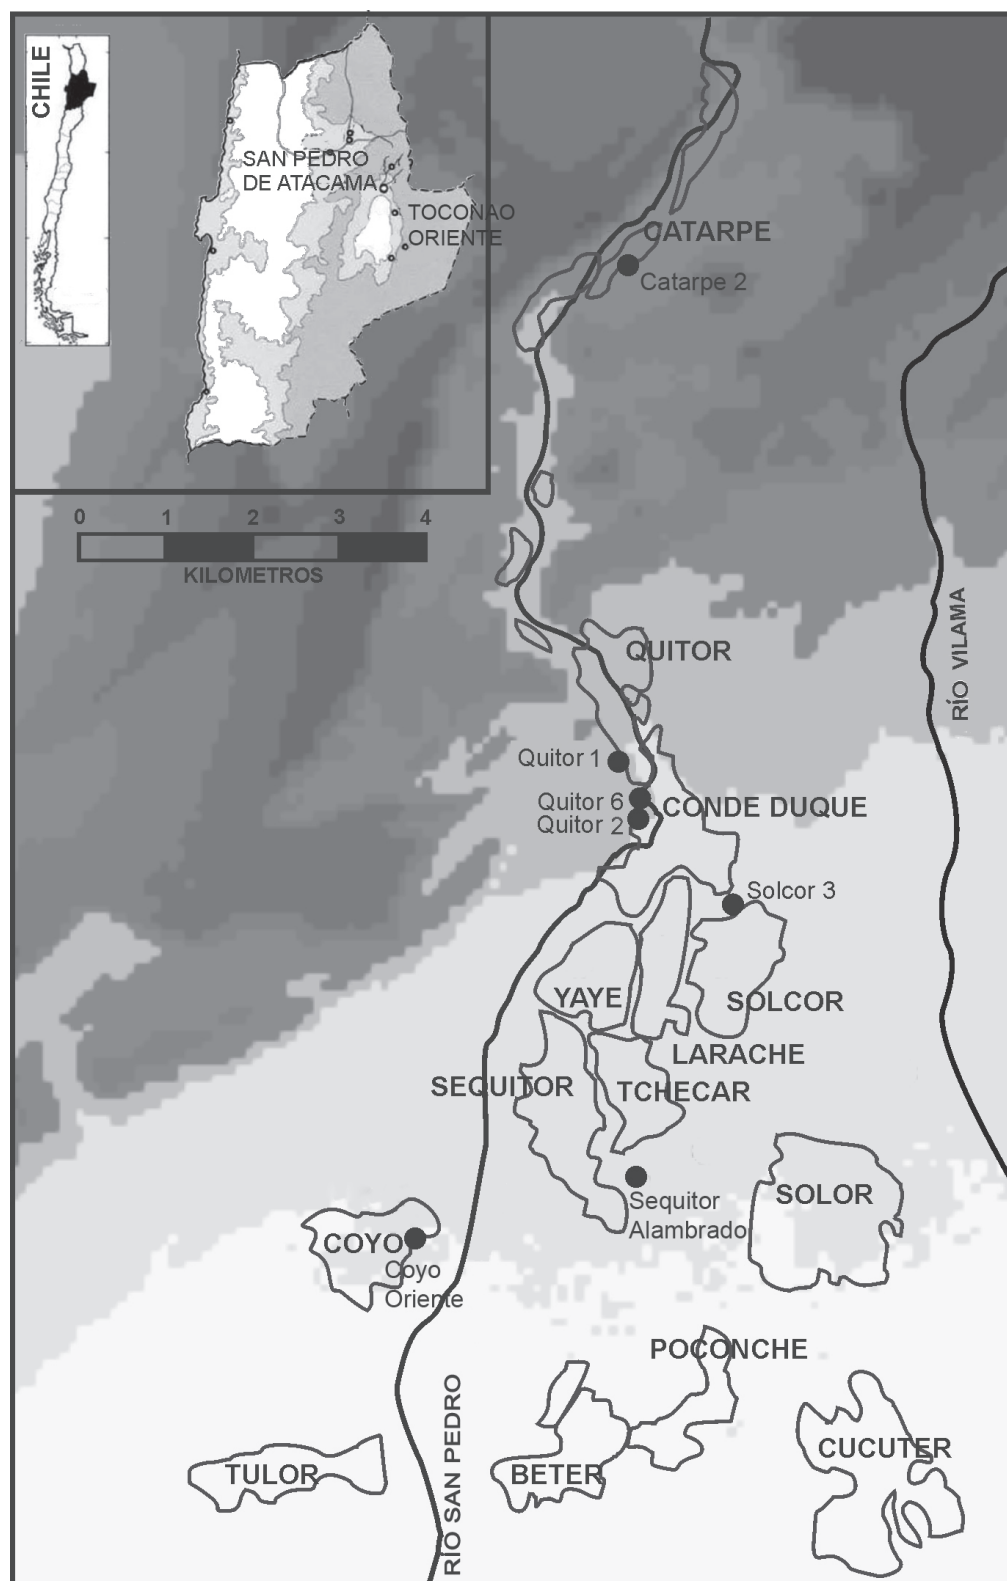 CHILE
SAN PEDRO
DE ATACAMA
TOCONAO
ORIENTE
CATARPE
Catarpe 2
0 1 2 3 4
KILOMETROS
RÍO VILAMA
QUITOR
Quitor 1
Quitor 6
CONDE DUQUE
Quitor 2
Solcor 3
YAYE
SOLCOR
LARACHE
SEQUITOR
TCHECAR
SOLOR
Sequitor
Alambrado
COYO
Coyo
Oriente
POCONCHE
RÍO SAN PEDRO
CUCUTER
TULOR
BETER